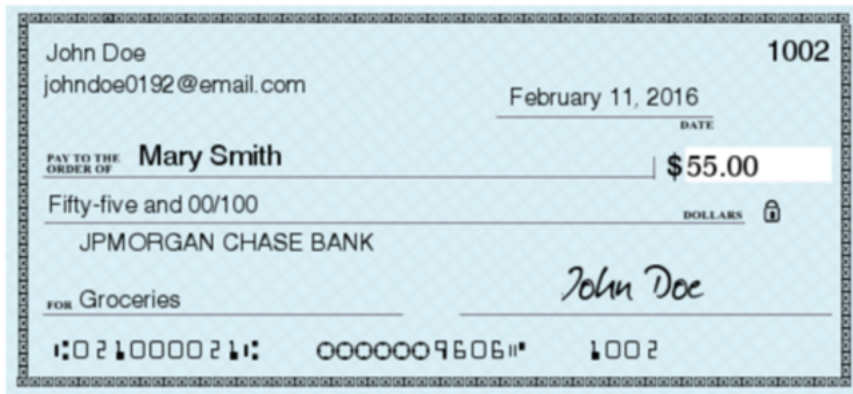 John Doe
1002
johndoe0192@email.com
February 11, 2016
DATE
PAY TO THE
ORDER OF
Mary Smith
$55.00
Fifty-five and 00/100
DOLLARS
JPMORGAN CHASE BANK
John Doe
FOR Groceries
⑆021000021⑆ 0000009606⑈ 1002